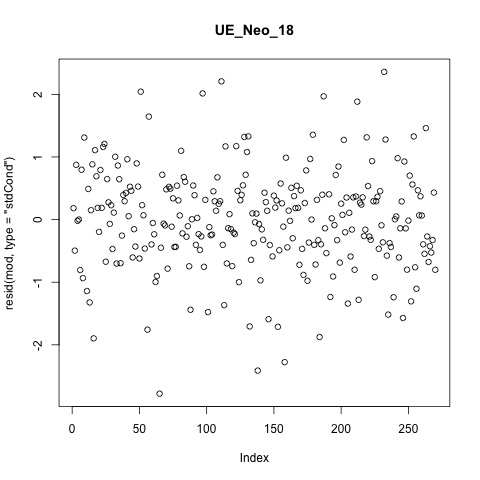 UE_Neo_18
resid(mod, type = "stdCond")
2
1
0
-1
-2
0 50 100 150 200 250
Index